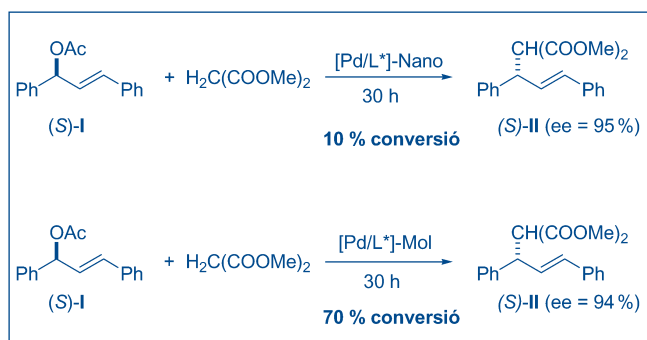 OAc
Ph
Ph
(S)-I
+ H₂C(COOMe)₂
[Pd/L*]-Nano
30 h
10 % conversió
CH(COOMe)₂
Ph
Ph
(S)-II (ee = 95 %)
OAc
Ph
Ph
(S)-I
+ H₂C(COOMe)₂
[Pd/L*]-Mol
30 h
70 % conversió
CH(COOMe)₂
Ph
Ph
(S)-II (ee = 94 %)